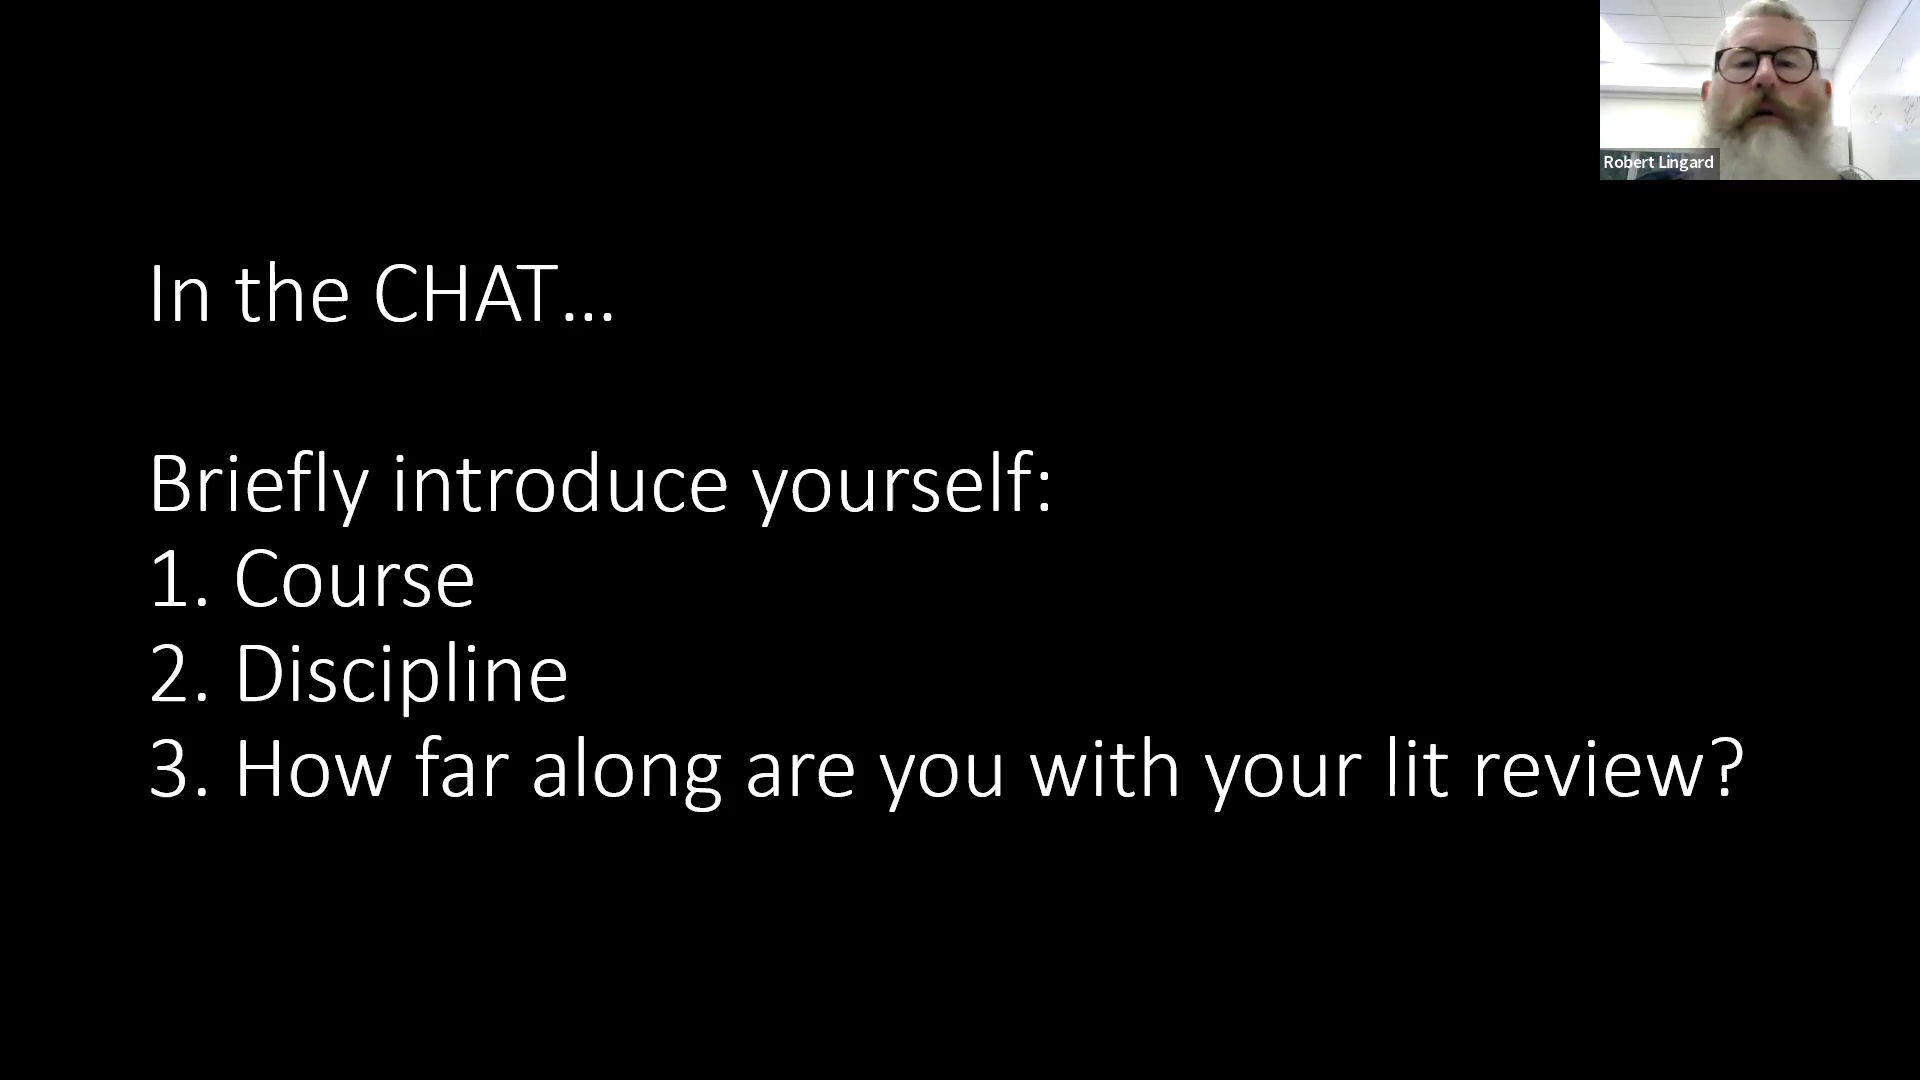 Robert Lingard
In the CHAT...
Briefly introduce yourself:
1. Course
2. Discipline
3. How far along are you with your lit review?